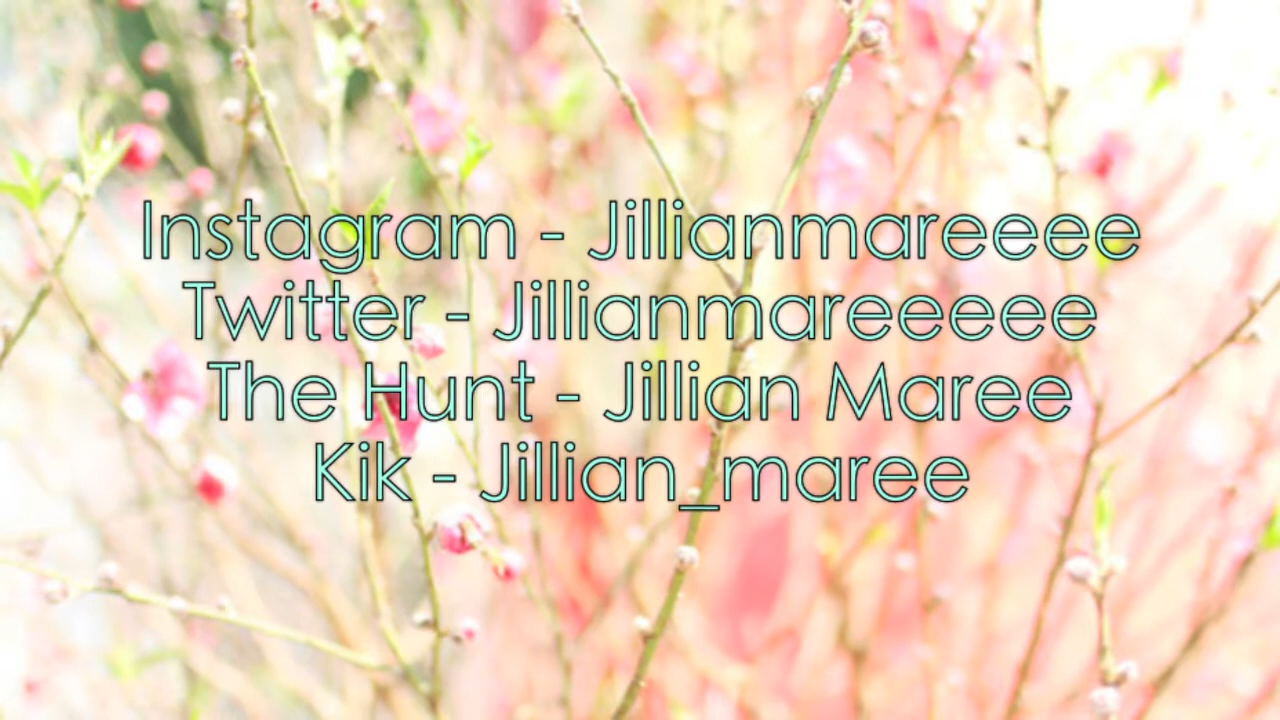 Instagram - Jillianmareeee
Twitter - Jillianmareeeee
The Hunt - Jillian Maree
Kik - Jillian_maree